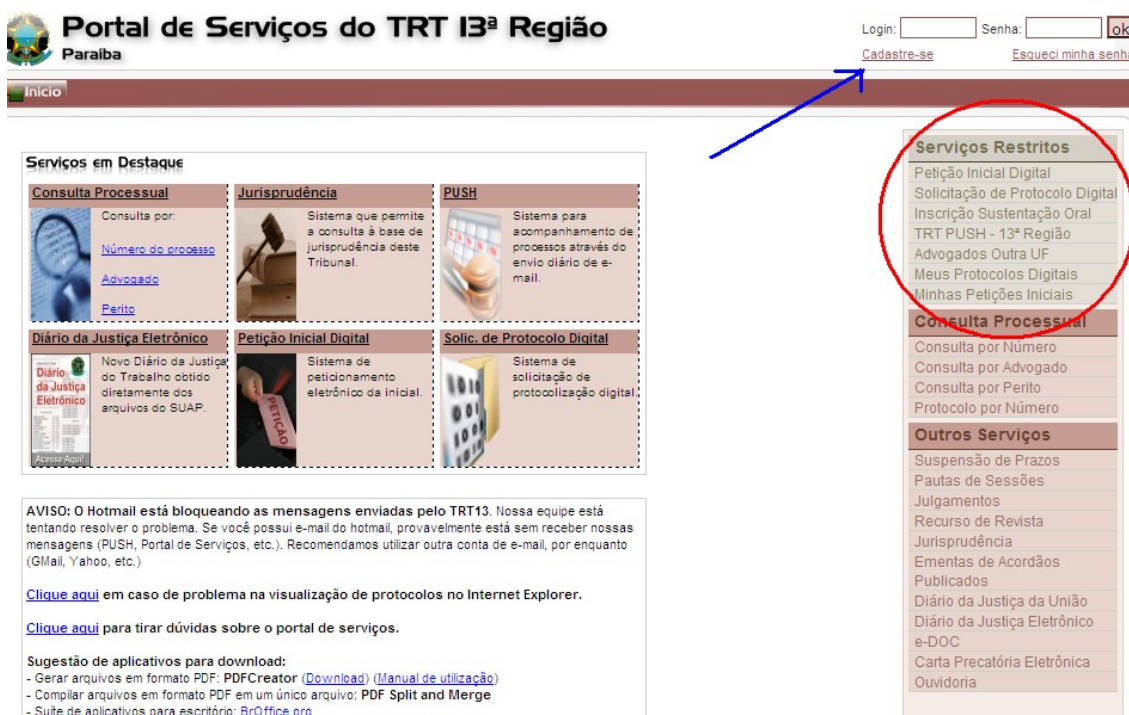 Portal de Serviços do TRT 13ª Região
Paraíba
Login:
Senha:
ok
Cadastre-se
Esqueci minha senha
Início
Serviços em Destaque
Consulta Processual
Consulta por:
Número do processo
Advogado
Perito
Jurisprudência
Sistema que permite
a consulta à base de
jurisprudência deste
Tribunal.
PUSH
Sistema para
acompanhamento de
processos através do
envio diário de e-
mail.
Diário da Justiça Eletrônico
Diário
da Justiça
Eletrônico
Acesse Aqui!
Novo Diário da Justiça
do Trabalho obtido
diretamente dos
arquivos do SUAP.
Petição Inicial Digital
PETIÇÃO
Sistema de
peticionamento
eletrônico da inicial.
Solic. de Protocolo Digital
Sistema de
solicitação de
protocolização digital.
AVISO: O Hotmail está bloqueando as mensagens enviadas pelo TRT13. Nossa equipe está
tentando resolver o problema. Se você possui e-mail do hotmail, provavelmente está sem receber nossas
mensagens (PUSH, Portal de Serviços, etc.). Recomendamos utilizar outra conta de e-mail, por enquanto
(GMail, Yahoo, etc.)
Clique aqui em caso de problema na visualização de protocolos no Internet Explorer.
Clique aqui para tirar dúvidas sobre o portal de serviços.
Sugestão de aplicativos para download:
- Gerar arquivos em formato PDF: PDFCreator (Download) (Manual de utilização)
- Compilar arquivos em formato PDF em um único arquivo: PDF Split and Merge
- Suíte de aplicativos para escritório: BrOffice.org
Serviços Restritos
Petição Inicial Digital
Solicitação de Protocolo Digital
Inscrição Sustentação Oral
TRT PUSH - 13ª Região
Advogados Outra UF
Meus Protocolos Digitais
Minhas Petições Iniciais
Consulta Processual
Consulta por Número
Consulta por Advogado
Consulta por Perito
Protocolo por Número
Outros Serviços
Suspensão de Prazos
Pautas de Sessões
Julgamentos
Recurso de Revista
Jurisprudência
Ementas de Acordãos
Publicados
Diário da Justiça da União
Diário da Justiça Eletrônico
e-DOC
Carta Precatória Eletrônica
Ouvidoria